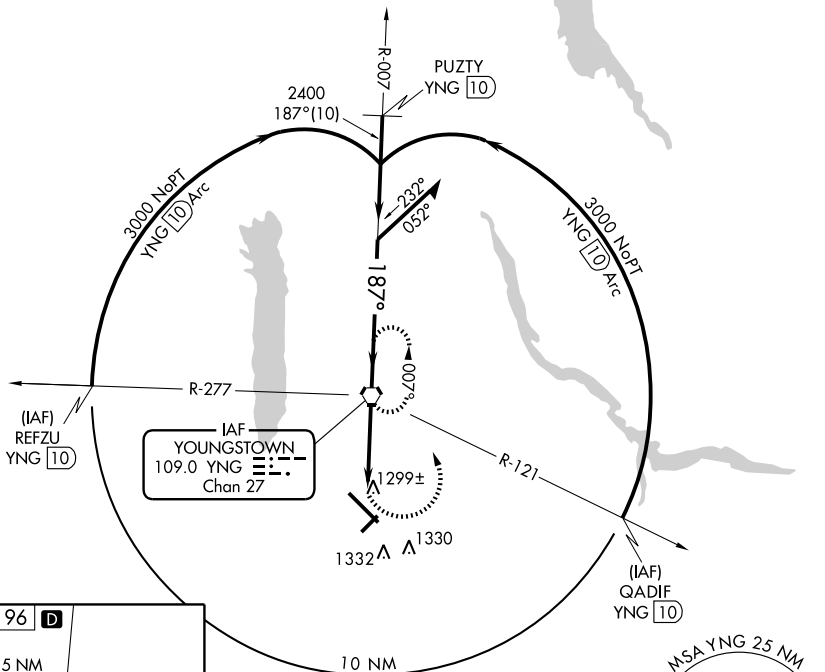 R-007
PUZTY
YNG 10
2400
187°(10)
3000 NoPT
YNG 10 Arc
232°
052°
3000 NoPT
YNG 10 Arc
187°
007°
R-277
(IAF)
REFZU
YNG 10
IAF
YOUNGSTOWN
109.0 YNG
Chan 27
R-121
1299±
1332
1330
(IAF)
QADIF
YNG 10
96 D
5 NM
10 NM
MSA YNG 25 NM